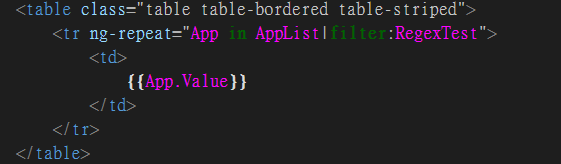 <table class="table table-bordered table-striped">
<tr ng-repeat="App in AppList|filter:RegexTest">
<td>
{{App.Value}}
</td>
</tr>
</table>